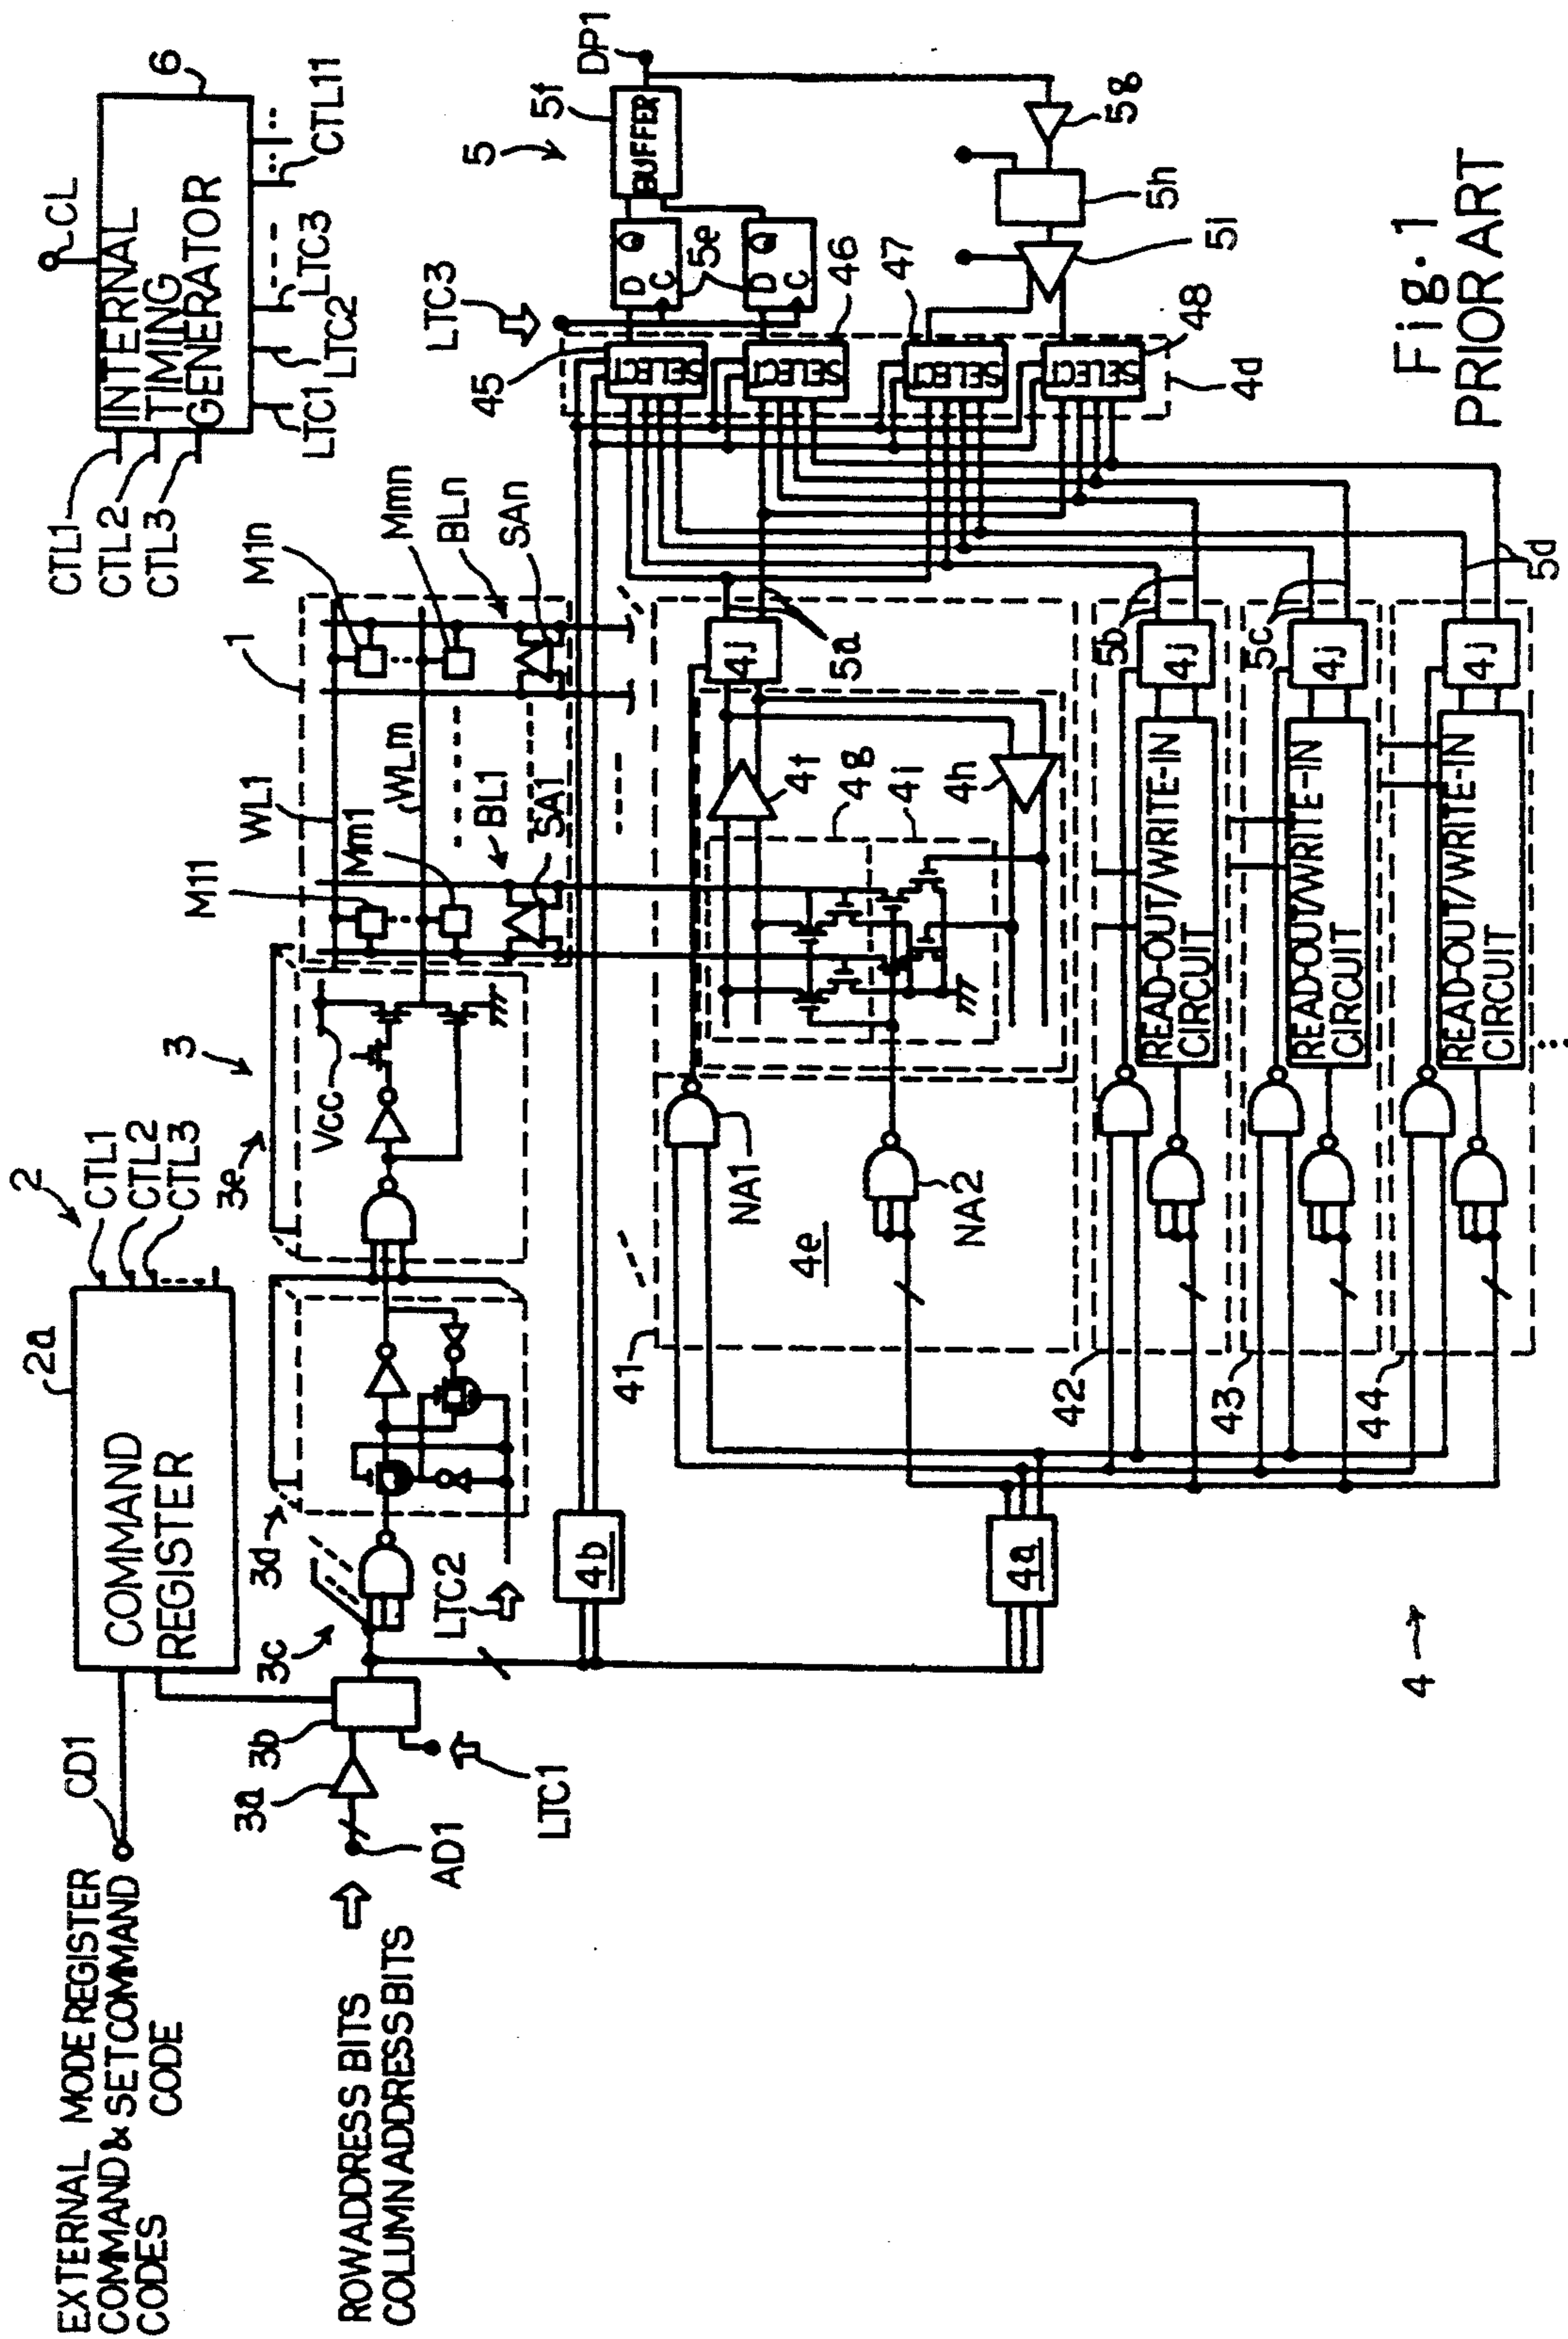 EXTERNAL MODE REGISTER
COMMAND & SET COMMAND
CODES CODE
CD1
2a
2
COMMAND
REGISTER
CTL1
CTL2
CTL3
CTL1
CTL2
CTL3
CL
INTERNAL
TIMING
GENERATOR
6
LTC1
LTC2
LTC3
CTL11
ROW ADDRESS BITS
COLUMN ADDRESS BITS
AD1
3a
3b
LTC1
3c
3d
LTC2
3e
3
Vcc
M11
WL1
Mm1
WLm
BL1
SA1
1
M1n
Mmn
BLn
SAn
4b
4a
4
LTC3
45
SELECT
SELECT
46
SELECT
47
SELECT
48
4d
D Q
C
D Q
C
5e
5
5f
BUFFER
DP1
5g
5h
5i
41
4e
NA1
NA2
4f
4g
4i
4h
4j
5a
42
READ-OUT/WRITE-IN
CIRCUIT
4j
5b
43
READ-OUT/WRITE-IN
CIRCUIT
4j
5c
44
READ-OUT/WRITE-IN
CIRCUIT
4j
5d
Fig. 1
PRIOR ART